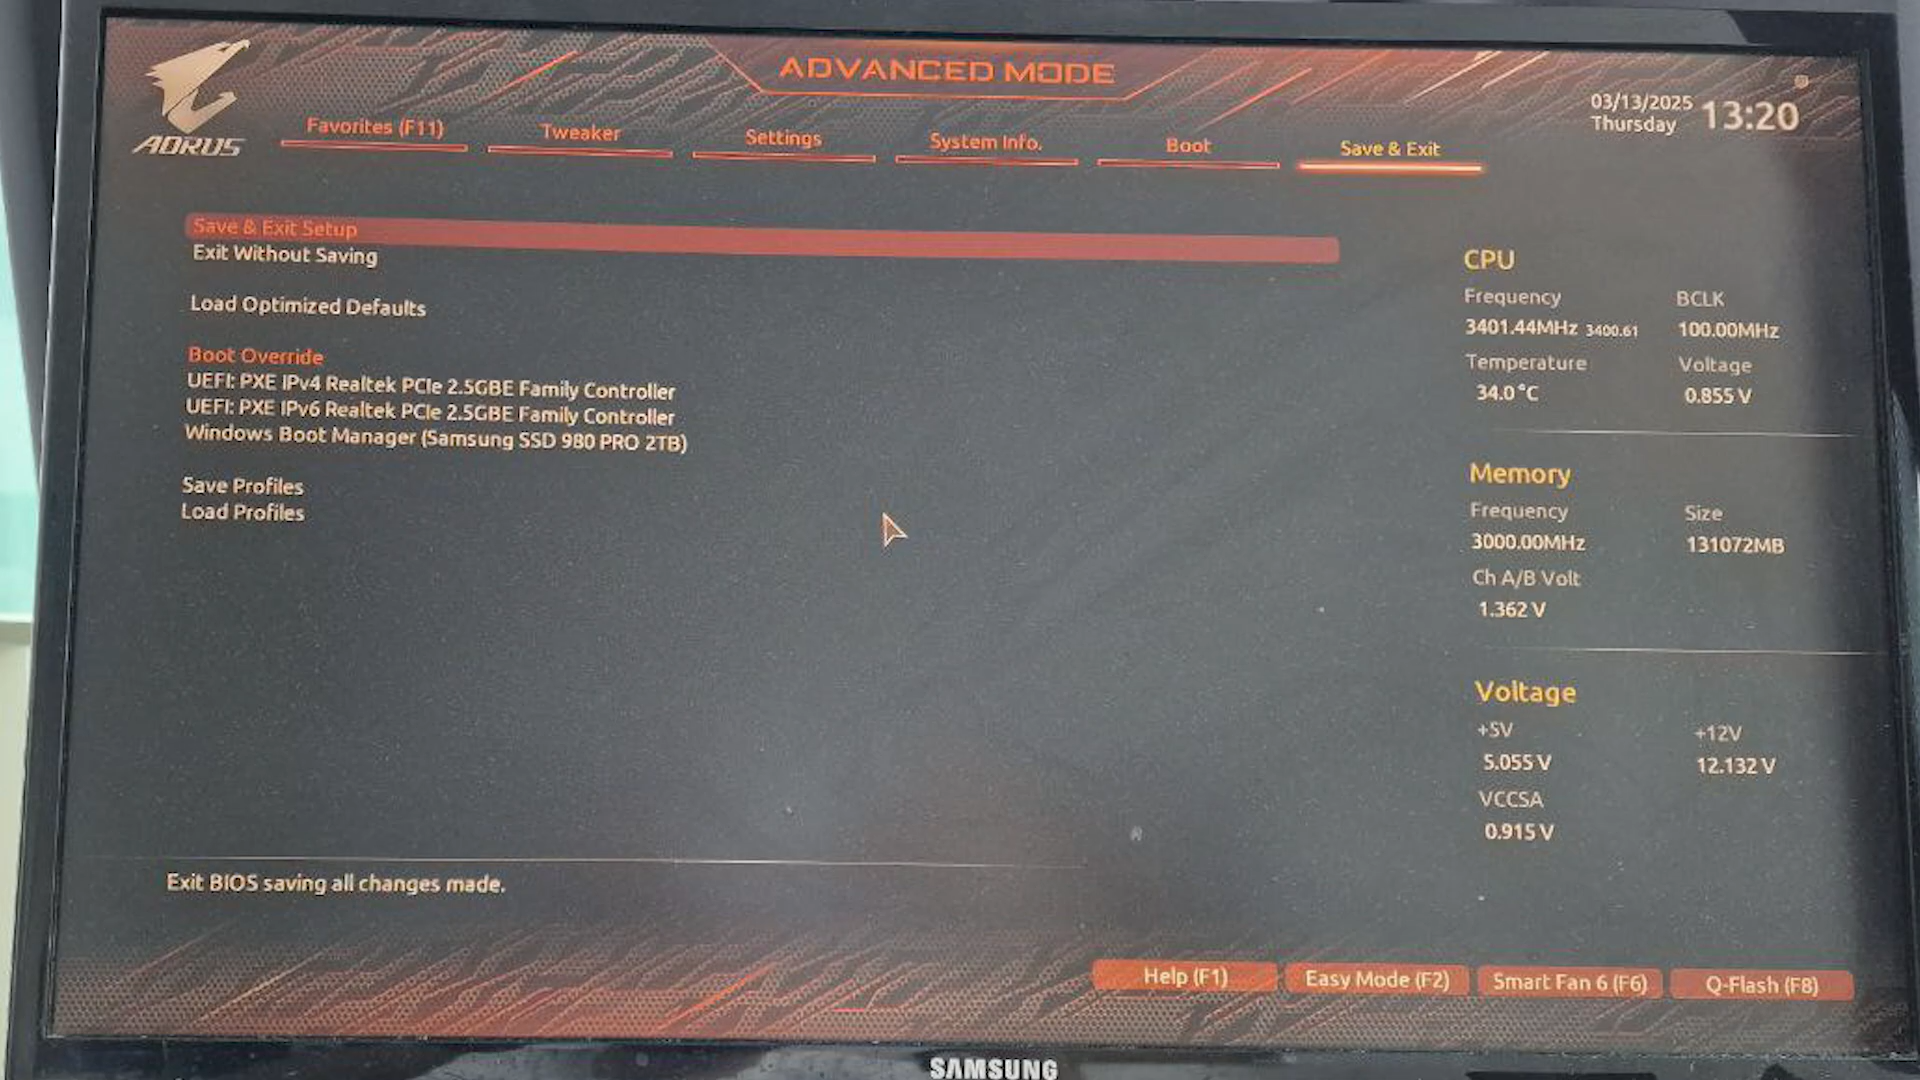 ADVANCED MODE
AORUS
Favorites (F11)
Tweaker
Settings
System Info.
Boot
Save & Exit
03/13/2025
Thursday
13:20
Save & Exit Setup
Exit Without Saving
Load Optimized Defaults
Boot Override
UEFI: PXE IPv4 Realtek PCIe 2.5GBE Family Controller
UEFI: PXE IPv6 Realtek PCIe 2.5GBE Family Controller
Windows Boot Manager (Samsung SSD 980 PRO 2TB)
Save Profiles
Load Profiles
CPU
Frequency BCLK
3401.44MHz 3400.61 100.00MHz
Temperature Voltage
34.0°C 0.855 V
Memory
Frequency Size
3000.00MHz 131072MB
Ch A/B Volt
1.362 V
Voltage
+5V +12V
5.055 V 12.132 V
VCCSA
0.915 V
Exit BIOS saving all changes made.
Help (F1)
Easy Mode (F2)
Smart Fan 6 (F6)
Q-Flash (F8)
SAMSUNG